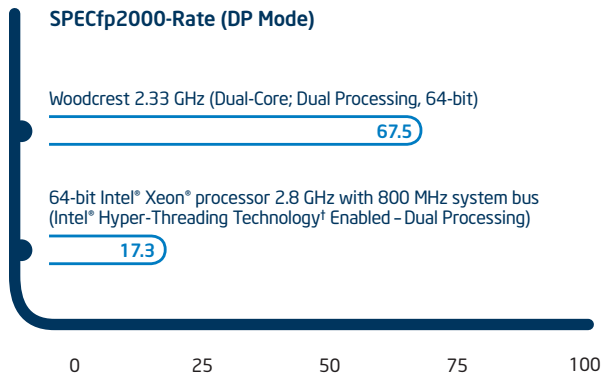 SPECfp2000-Rate (DP Mode)
Woodcrest 2.33 GHz (Dual-Core; Dual Processing, 64-bit)
67.5
64-bit Intel® Xeon® processor 2.8 GHz with 800 MHz system bus
(Intel® Hyper-Threading Technology† Enabled – Dual Processing)
17.3
0 25 50 75 100